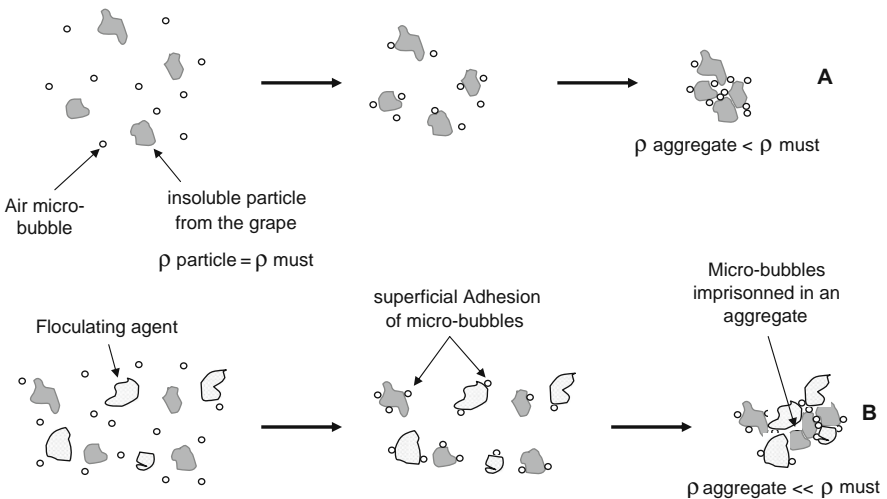 A
ρ aggregate < ρ must
Air micro-
bubble
insoluble particle
from the grape
ρ particle = ρ must
Floculating agent
superficial Adhesion
of micro-bubbles
Micro-bubbles
imprisonned in an
aggregate
B
ρ aggregate << ρ must